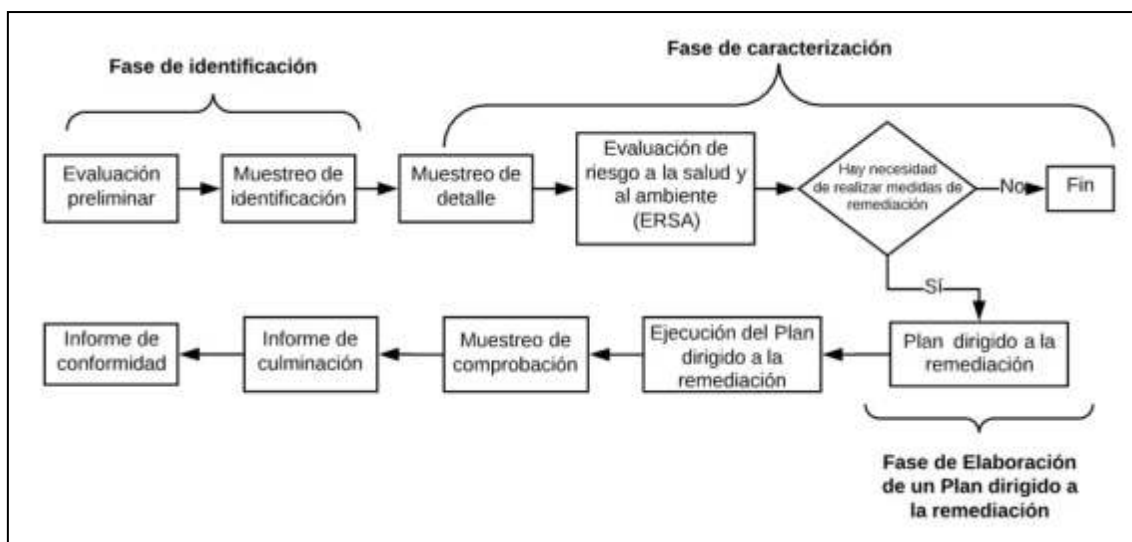 Fase de identificación
Fase de caracterización
Evaluación
preliminar
Muestreo de
identificación
Muestreo de
detalle
Evaluación de
riesgo a la salud y
al ambiente
(ERSA)
Hay necesidad
de realizar medidas de
remediación
No
Fin
Sí
Plan dirigido a la
remediación
Ejecución del Plan
dirigido a la
remediación
Muestreo de
comprobación
Informe de
culminación
Informe de
conformidad
Fase de Elaboración
de un Plan dirigido a
la remediación